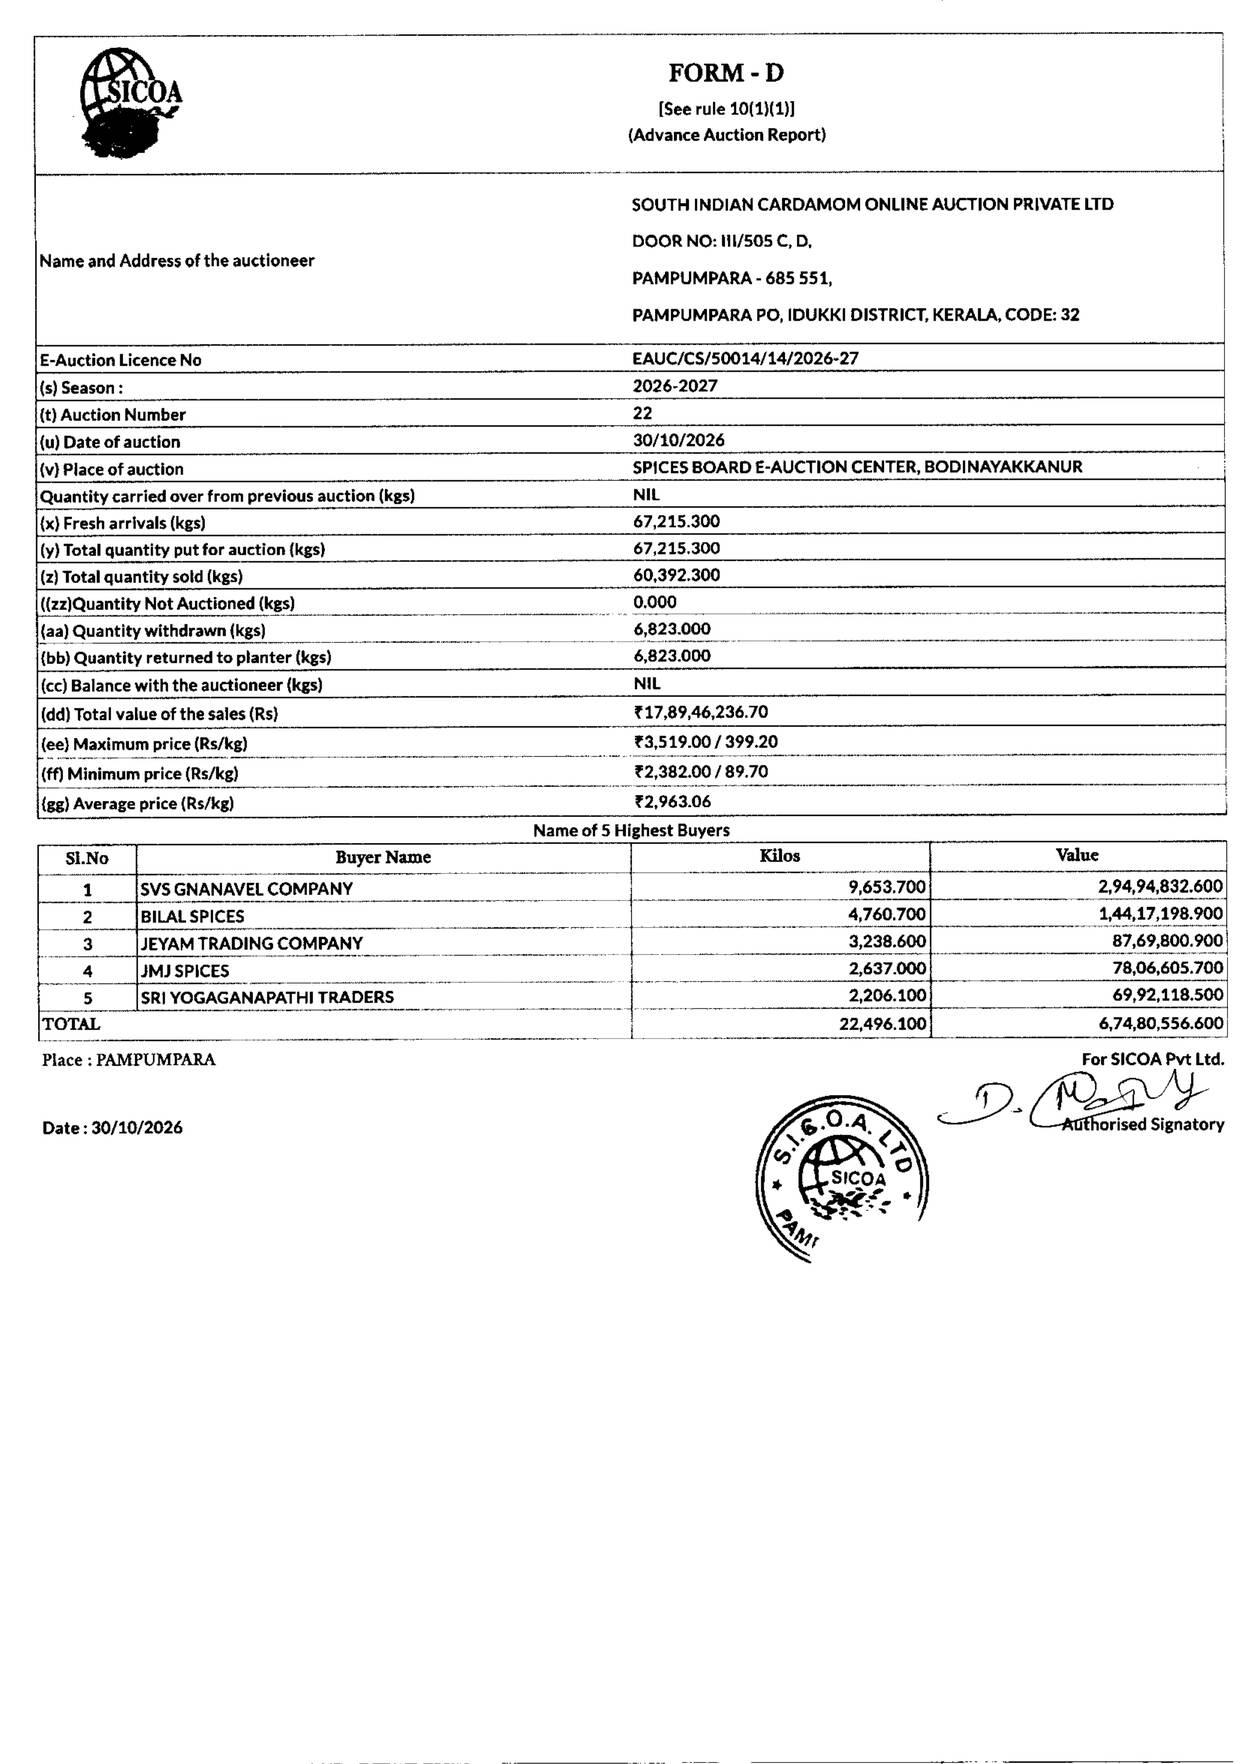 SICOA
FORM - D
[See rule 10(1)(1)]
(Advance Auction Report)
Name and Address of the auctioneer
SOUTH INDIAN CARDAMOM ONLINE AUCTION PRIVATE LTD
DOOR NO: III/505 C, D,
PAMPUMPARA - 685 551,
PAMPUMPARA PO, IDUKKI DISTRICT, KERALA, CODE: 32
E-Auction Licence No EAUC/CS/50014/14/2026-27
(s) Season : 2026-2027
(t) Auction Number 22
(u) Date of auction 30/10/2026
(v) Place of auction SPICES BOARD E-AUCTION CENTER, BODINAYAKKANUR
Quantity carried over from previous auction (kgs) NIL
(x) Fresh arrivals (kgs) 67,215.300
(y) Total quantity put for auction (kgs) 67,215.300
(z) Total quantity sold (kgs) 60,392.300
((zz)Quantity Not Auctioned (kgs) 0.000
(aa) Quantity withdrawn (kgs) 6,823.000
(bb) Quantity returned to planter (kgs) 6,823.000
(cc) Balance with the auctioneer (kgs) NIL
(dd) Total value of the sales (Rs) ₹17,89,46,236.70
(ee) Maximum price (Rs/kg) ₹3,519.00 / 399.20
(ff) Minimum price (Rs/kg) ₹2,382.00 / 89.70
(gg) Average price (Rs/kg) ₹2,963.06
Name of 5 Highest Buyers
Sl.No Buyer Name Kilos Value
1 SVS GNANAVEL COMPANY 9,653.700 2,94,94,832.600
2 BILAL SPICES 4,760.700 1,44,17,198.900
3 JEYAM TRADING COMPANY 3,238.600 87,69,800.900
4 JMJ SPICES 2,637.000 78,06,605.700
5 SRI YOGAGANAPATHI TRADERS 2,206.100 69,92,118.500
TOTAL 22,496.100 6,74,80,556.600
Place : PAMPUMPARA For SICOA Pvt Ltd.
Date : 30/10/2026 Authorised Signatory
S.I.C.O.A. LTD
SICOA